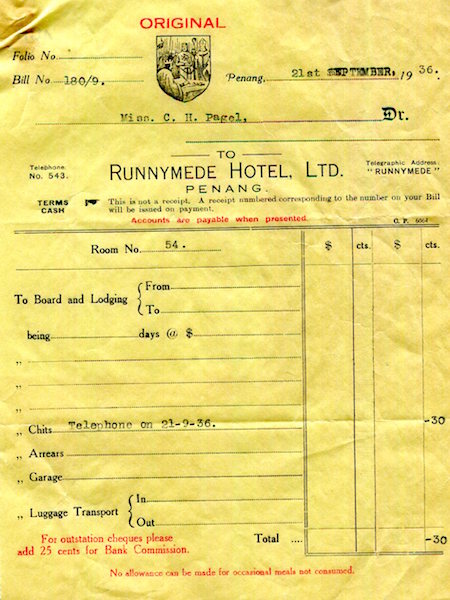 ORIGINAL
Folio No.
Bill No. 180/9.
Penang, 21st SEPTEMBER, 1936.
Miss. C. H. Pagel, Dr.
TO
Telephone: No. 543.
RUNNYMEDE HOTEL, LTD.
Telegraphic Address: "RUNNYMEDE"
PENANG.
TERMS CASH
This is not a receipt. A receipt numbered corresponding to the number on your Bill
will be issued on payment.
Accounts are payable when presented.
G. P.
Room No. 54. $ cts. $ cts.
To Board and Lodging { From
To
being days @ $
"
"
"
" Chits Telephone on 21-9-36. -30
" Arrears
" Garage
" Luggage Transport { In
Out
For outstation cheques please
add 25 cents for Bank Commission.
Total .... -30
No allowance can be made for occasional meals not consumed.